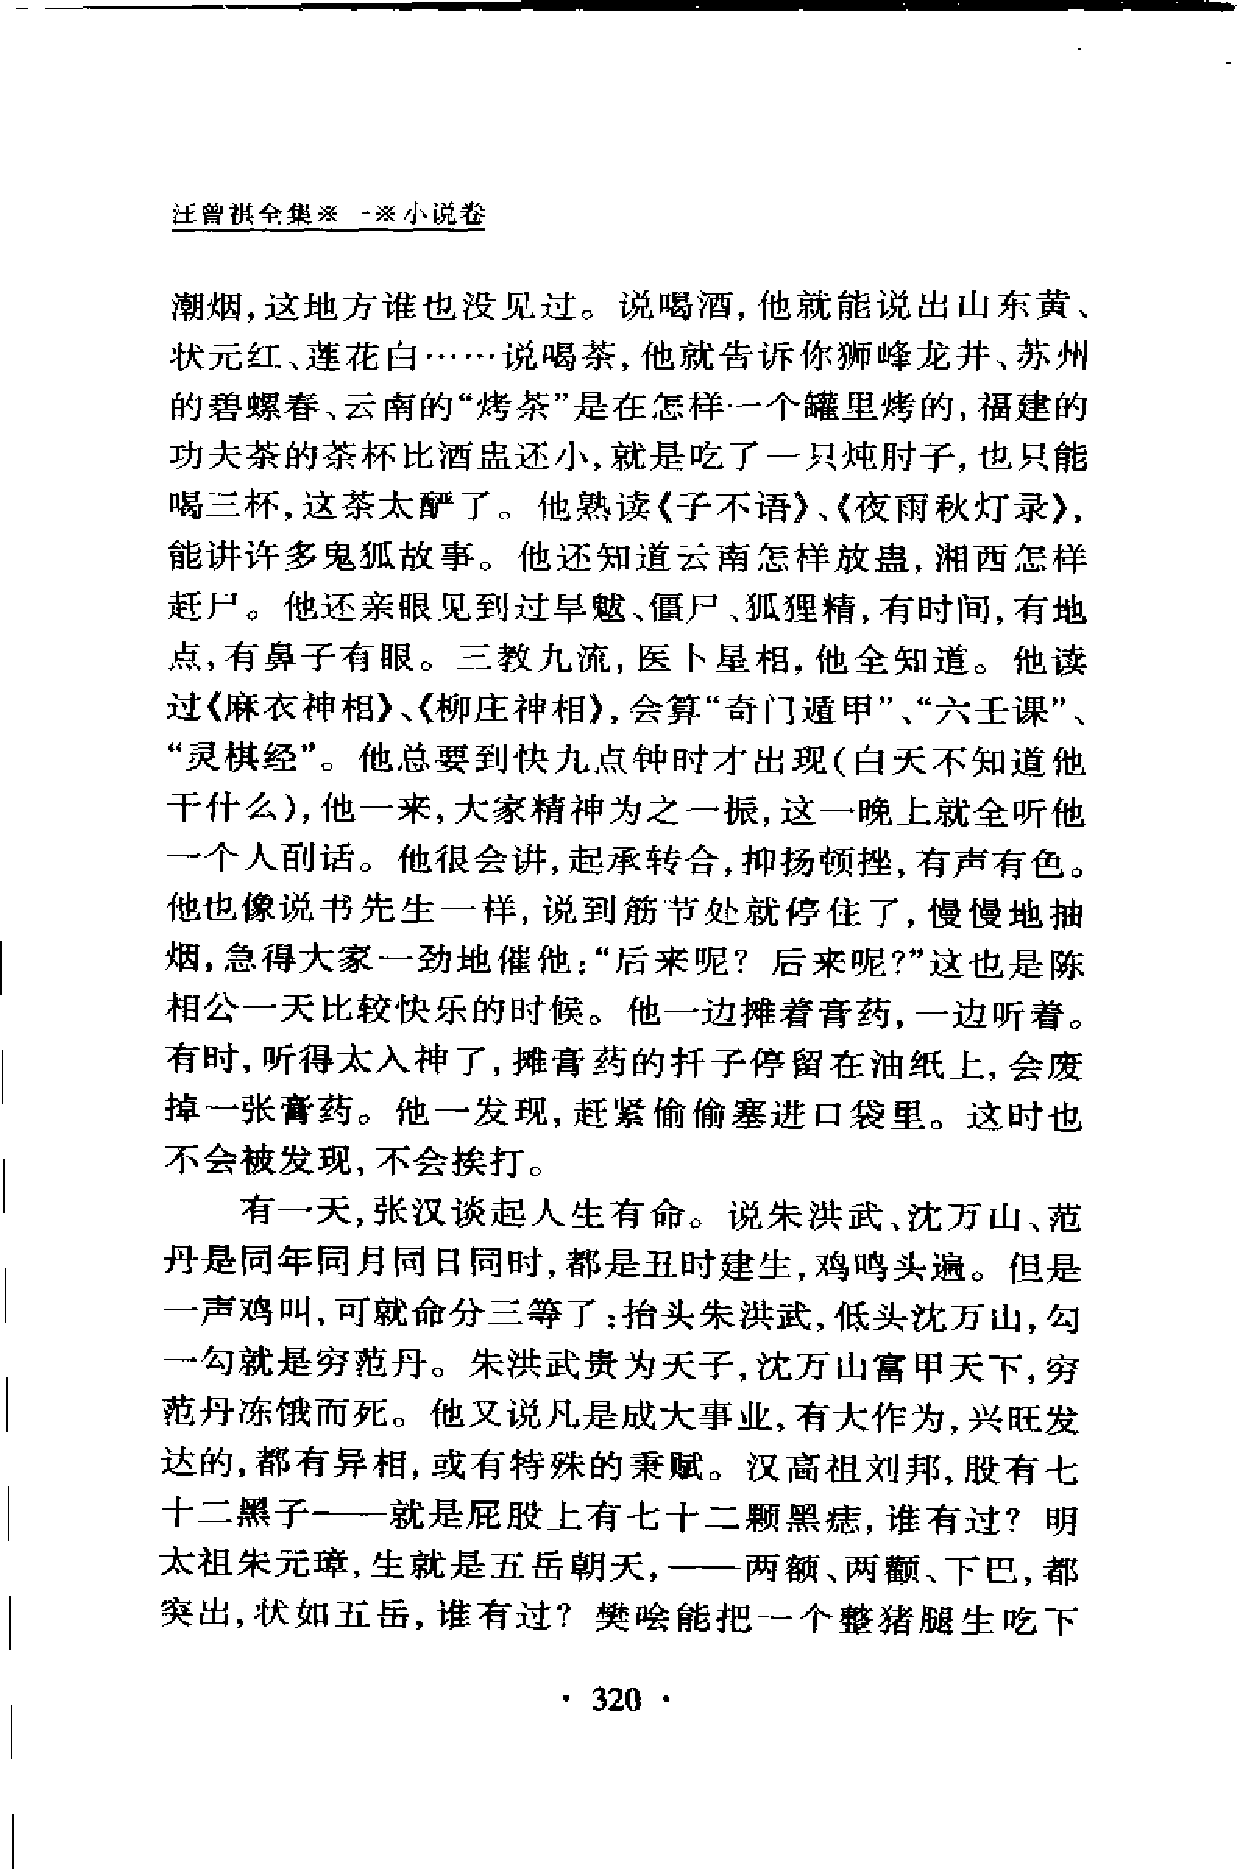 汪曾祺全集※ 一※小说卷
潮烟,这地方谁也没见过。说喝酒,他就能说出山东黄、
状元红、莲花白……说喝茶,他就告诉你狮峰龙井、苏州
的碧螺春、云南的“烤茶”是在怎样一个罐里烤的,福建的
功夫茶的茶杯比酒盅还小,就是吃了一只炖肘子,也只能
喝三杯,这茶太酽了。他熟读《子不语》、《夜雨秋灯录》,
能讲许多鬼狐故事。他还知道云南怎样放蛊,湘西怎样
赶尸。他还亲眼见到过旱魃、僵尸、狐狸精,有时间,有地
点,有鼻子有眼。三教九流,医卜星相,他全知道。他读
过《麻衣神相》、《柳庄神相》,会算“奇门遁甲”、“六壬课”、
“灵棋经”。他总要到快九点钟时才出现(白天不知道他
干什么),他一来,大家精神为之一振,这一晚上就全听他
一个人刮话。他很会讲,起承转合,抑扬顿挫,有声有色。
他也像说书先生一样,说到筋节处就停住了,慢慢地抽
烟,急得大家一劲地催他:“后来呢?后来呢?”这也是陈
相公一天比较快乐的时候。他一边摊着膏药,一边听着。
有时,听得太入神了,摊膏药的扦子停留在油纸上,会废
掉一张膏药。他一发现,赶紧偷偷塞进口袋里。这时也
不会被发现,不会挨打。
有一天,张汉谈起人生有命。说朱洪武、沈万山、范
丹是同年同月同日同时,都是丑时建生,鸡鸣头遍。但是
一声鸡叫,可就命分三等了:抬头朱洪武,低头沈万山,勾
一勾就是穷范丹。朱洪武贵为天子,沈万山富甲天下,穷
范丹冻饿而死。他又说凡是成大事业,有大作为,兴旺发
达的,都有异相,或有特殊的秉赋。汉高祖刘邦,股有七
十二黑子——就是屁股上有七十二颗黑痣,谁有过?明
太祖朱元璋,生就是五岳朝天,——两额、两颧、下巴,都
突出,状如五岳,谁有过?樊哙能把一个整猪腿生吃下
· 320 ·